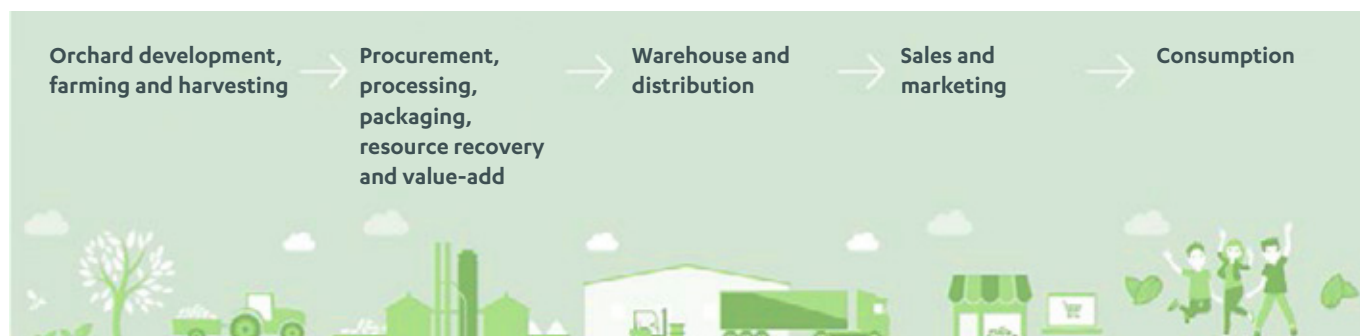 Orchard development,
farming and harvesting
Procurement,
processing,
packaging,
resource recovery
and value-add
Warehouse and
distribution
Sales and
marketing
Consumption